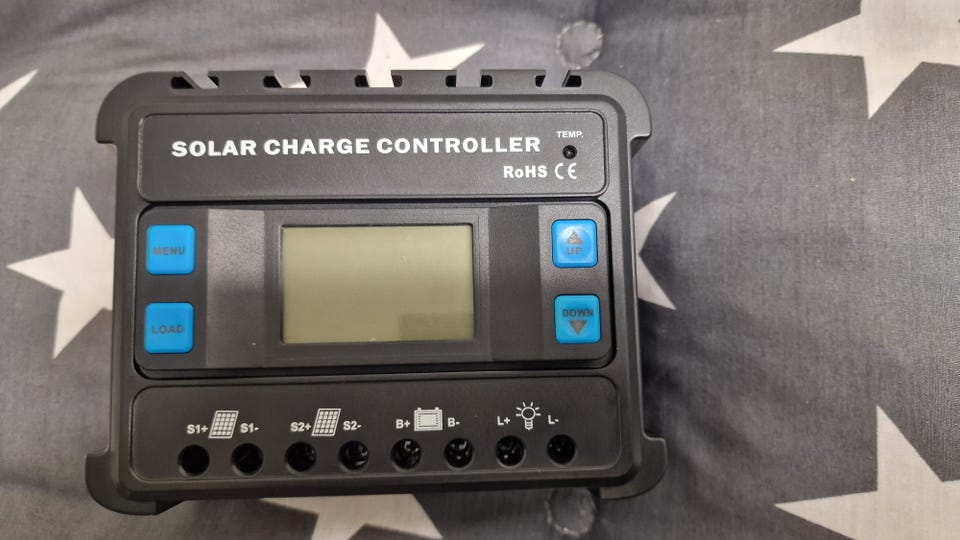 SOLAR CHARGE CONTROLLER
TEMP.
RoHS CE
MENU
UP
LOAD
DOWN
S1+ S1- S2+ S2- B+ B- L+ L-